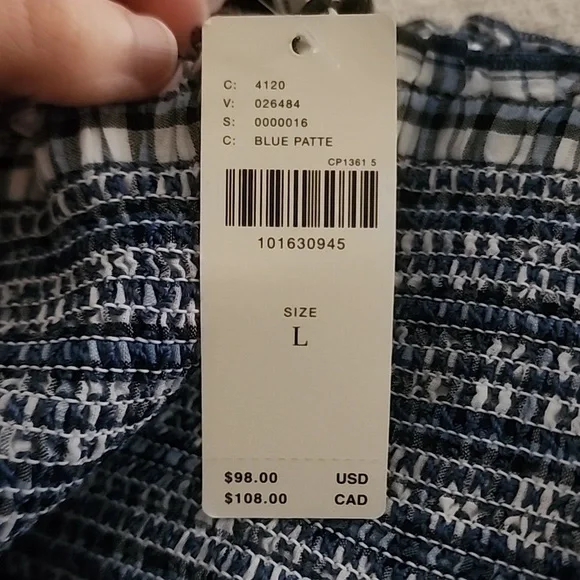 C: 4120
V: 026484
S: 0000016
C: BLUE PATTE
CP1361 5
101630945
SIZE
L
$98.00 USD
$108.00 CAD